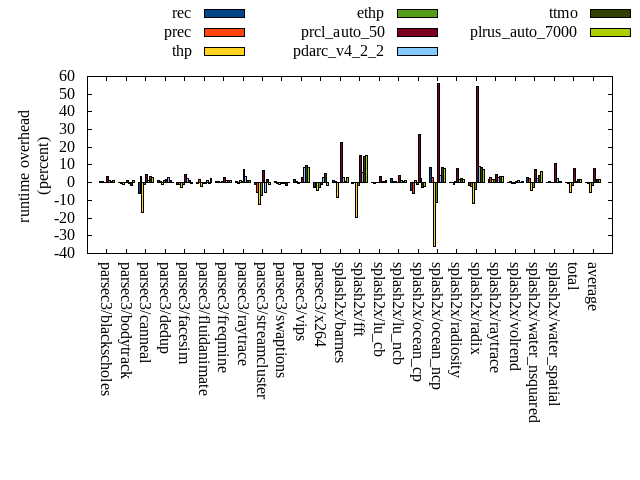 rec
ethp
ttmo
prec
prcl_auto_50
plrus_auto_7000
thp
pdarc_v4_2_2
runtime overhead
(percent)
60
50
40
30
20
10
0
-10
-20
-30
-40
parsec3/blackscholes
parsec3/bodytrack
parsec3/canneal
parsec3/dedup
parsec3/facesim
parsec3/fluidanimate
parsec3/freqmine
parsec3/raytrace
parsec3/streamcluster
parsec3/swaptions
parsec3/vips
parsec3/x264
splash2x/barnes
splash2x/fft
splash2x/lu_cb
splash2x/lu_ncb
splash2x/ocean_cp
splash2x/ocean_ncp
splash2x/radiosity
splash2x/radix
splash2x/raytrace
splash2x/volrend
splash2x/water_nsquared
splash2x/water_spatial
total
average